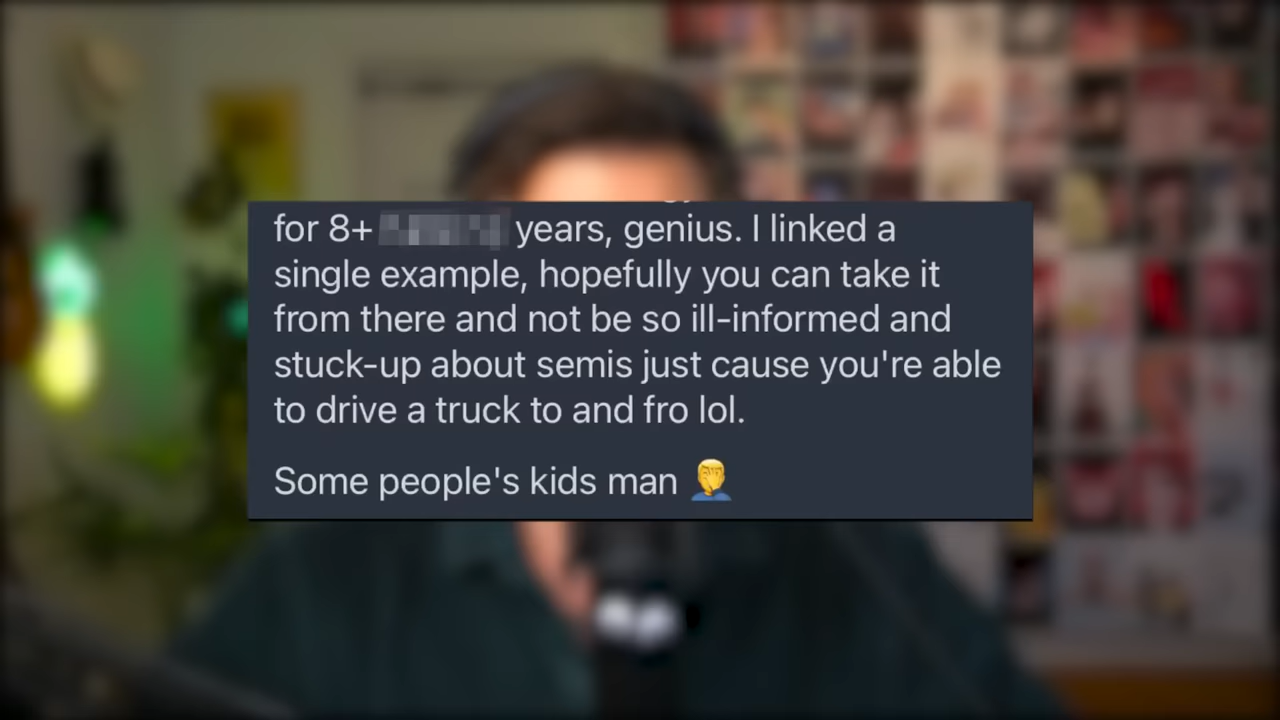 for 8+ years, genius. I linked a
single example, hopefully you can take it
from there and not be so ill-informed and
stuck-up about semis just cause you're able
to drive a truck to and fro lol.
Some people's kids man 🤦‍♂️